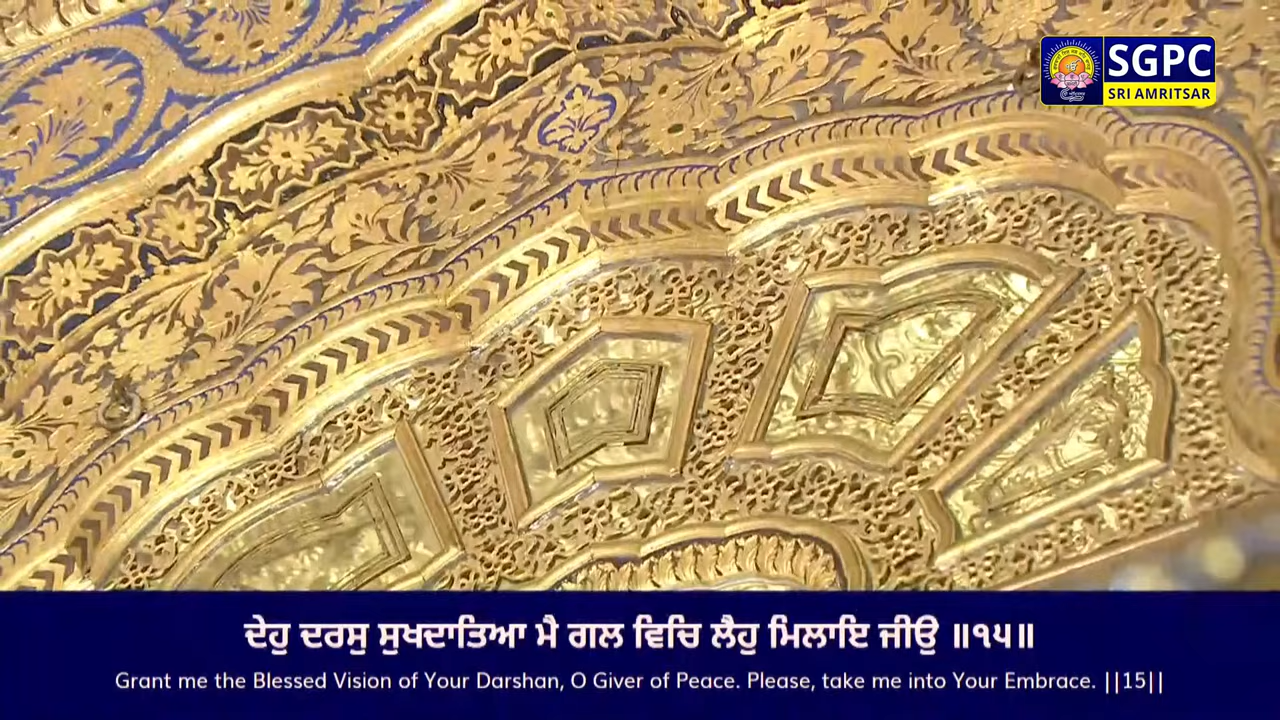 SGPC
SRI AMRITSAR
ਦੇਹੁ ਦਰਸੁ ਸੁਖਦਾਤਿਆ ਮੈ ਗਲ ਵਿਚਿ ਲੈਹੁ ਮਿਲਾਇ ਜੀਉ ॥੧੫॥
Grant me the Blessed Vision of Your Darshan, O Giver of Peace. Please, take me into Your Embrace. ||15||